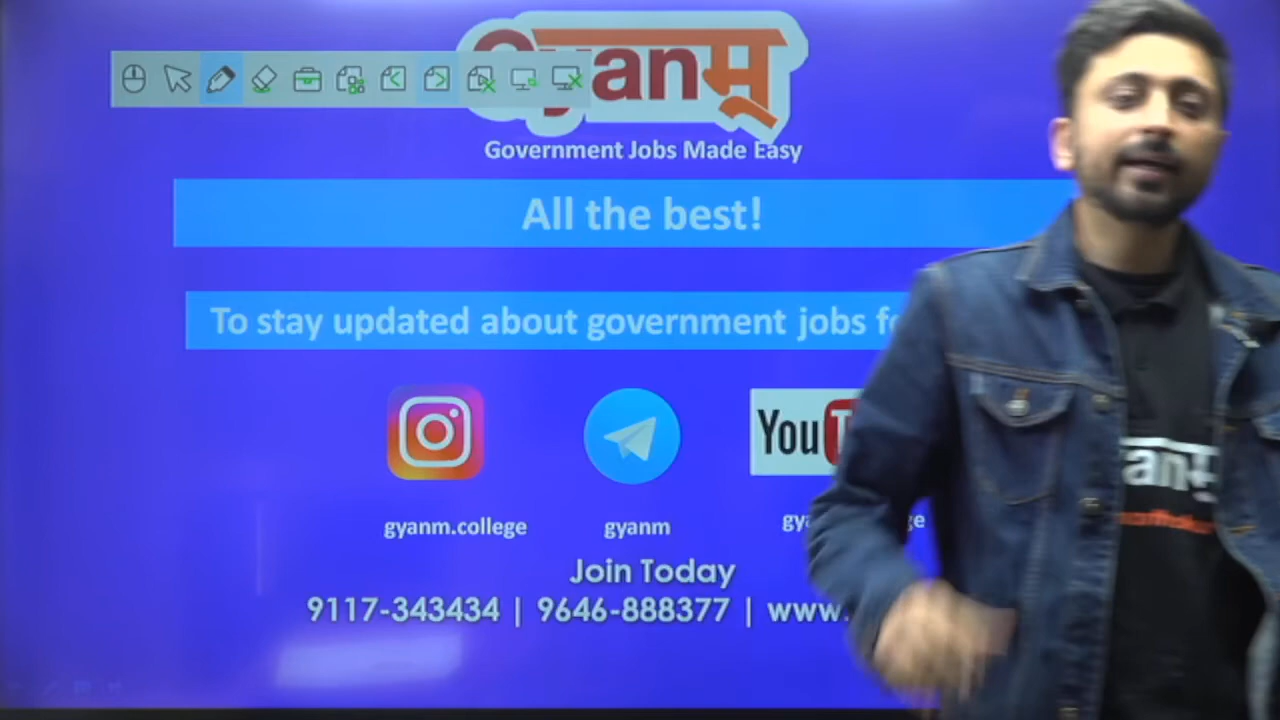 Gyanम्
Government Jobs Made Easy
All the best!
To stay updated about government jobs
You
gyanm.college
gyanm
Join Today
9117-343434 | 9646-888377 | www.